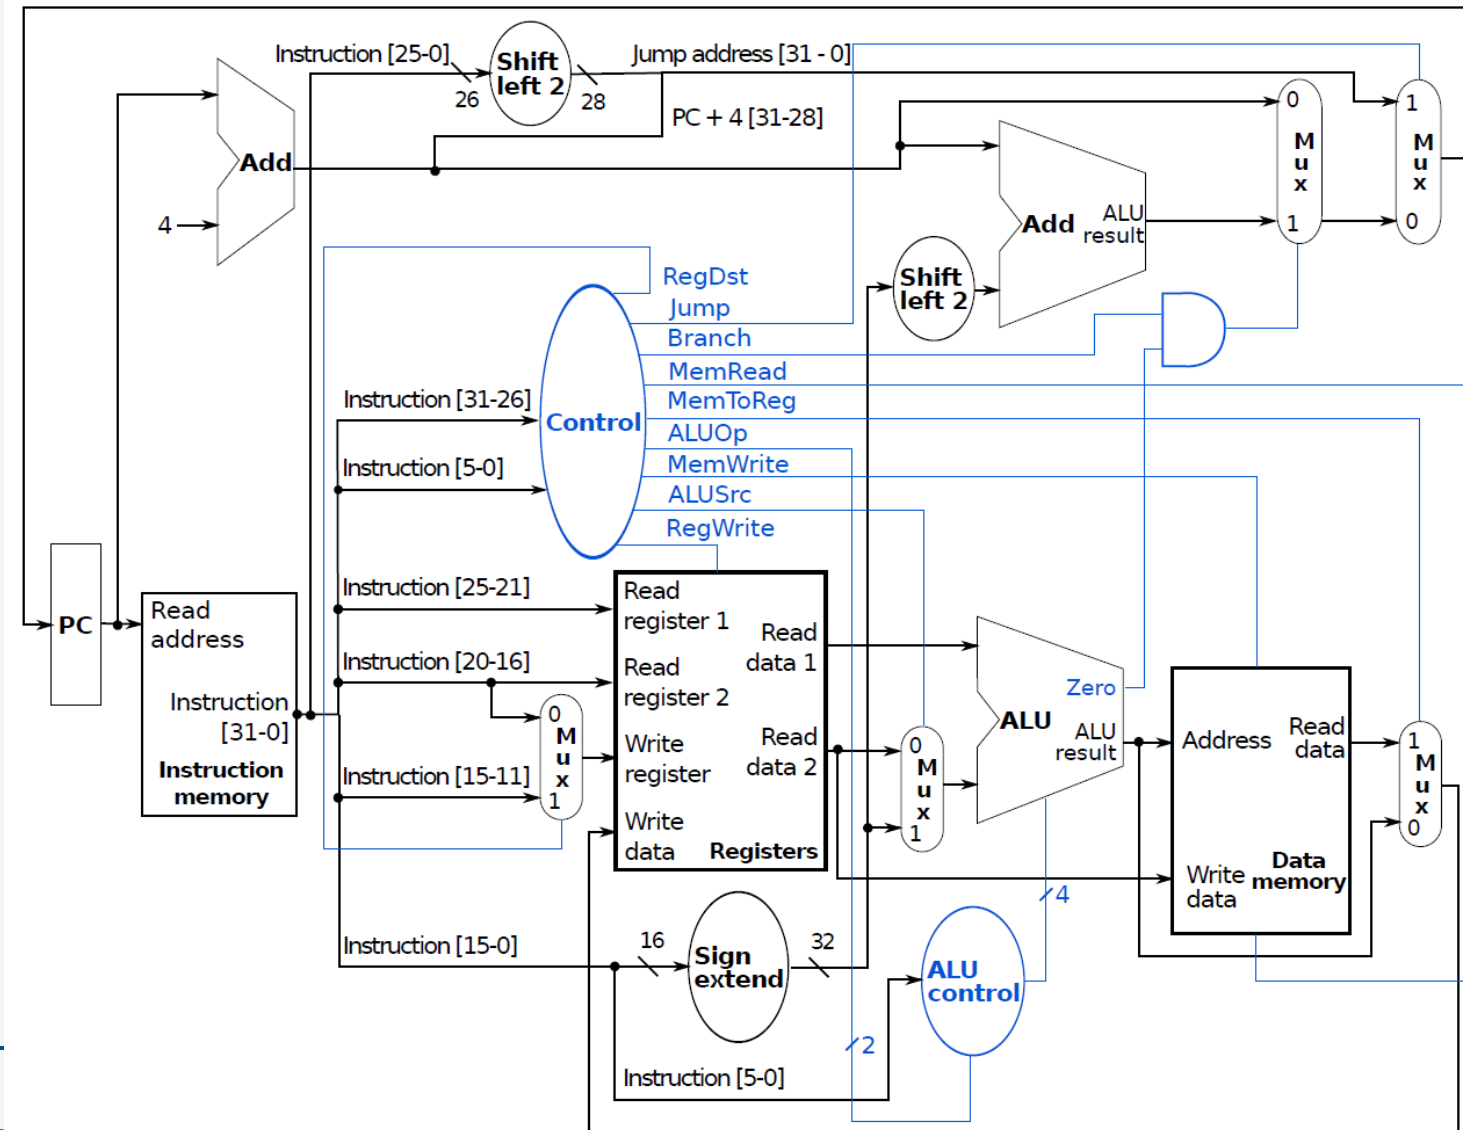 Instruction [25-0]
26
Shift
left 2
28
Jump address [31 - 0]
PC + 4 [31-28]
Add
4
0
M
u
x
1
1
M
u
x
0
Add
ALU
result
Shift
left 2
RegDst
Jump
Branch
MemRead
MemToReg
ALUOp
MemWrite
ALUSrc
RegWrite
Control
Instruction [31-26]
Instruction [5-0]
Instruction [25-21]
Instruction [20-16]
Instruction [15-11]
Instruction [15-0]
PC
Read
address
Instruction
[31-0]
Instruction
memory
0
M
u
x
1
Read
register 1
Read
register 2
Write
register
Write
data
Read
data 1
Read
data 2
Registers
0
M
u
x
1
Zero
ALU
ALU
result
Address
Read
data
Write
data
Data
memory
1
M
u
x
0
16
Sign
extend
32
ALU
control
4
2
Instruction [5-0]